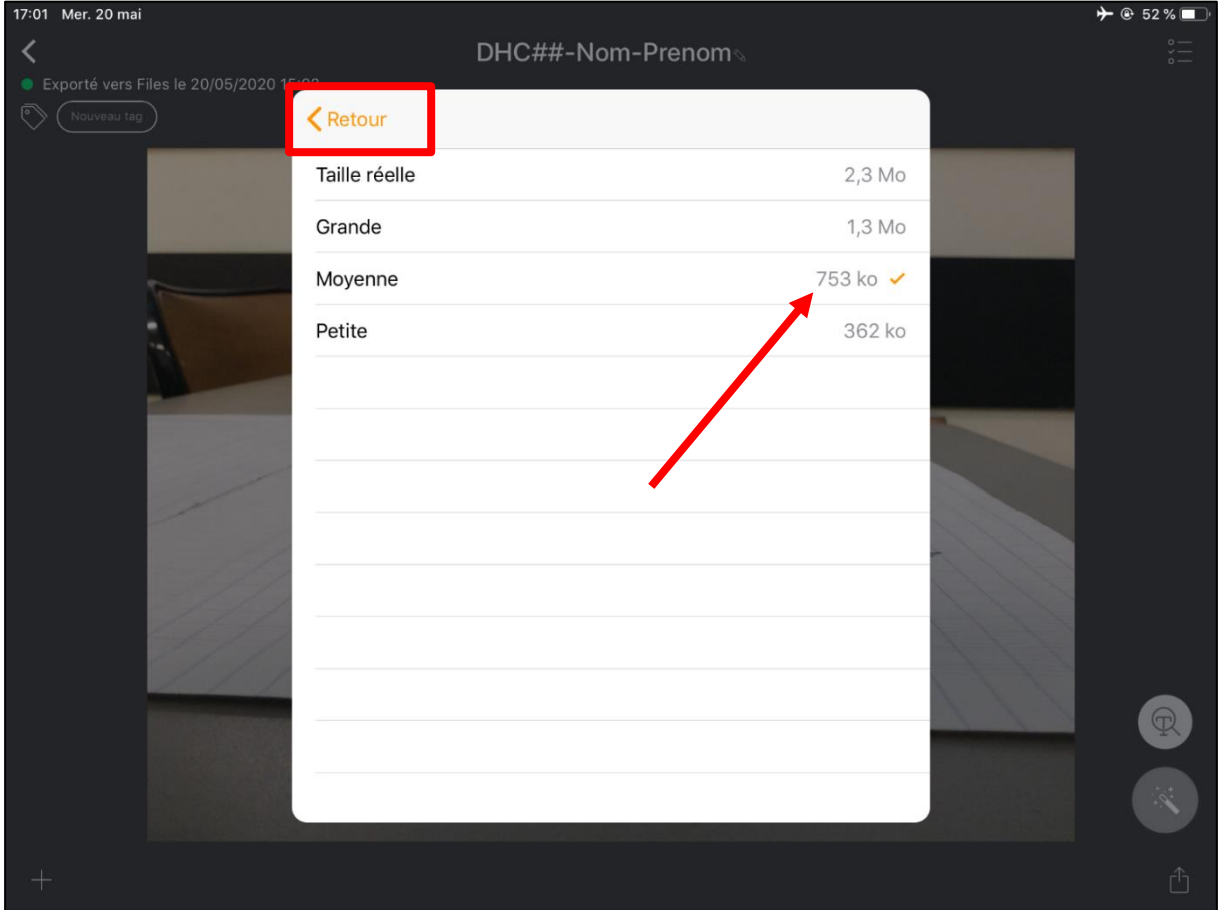 17:01 Mer. 20 mai
52 %
DHC##-Nom-Prenom
Exporté vers Files le 20/05/2020
Nouveau tag
Retour
Taille réelle 2,3 Mo
Grande 1,3 Mo
Moyenne 753 ko
Petite 362 ko